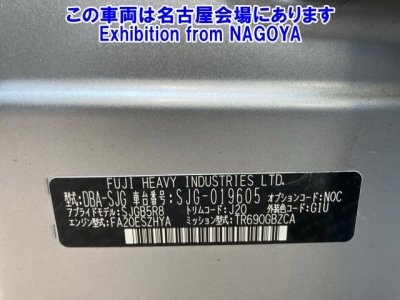 この車両は名古屋会場にあります
Exhibition from NAGOYA
FUJI HEAVY INDUSTRIES LTD.
型式: DBA-SJG 車台番号: SJG-019605 オプションコード: NOC
アプライドモデル: SJGB5R8 トリムコード: J20 外装色コード: G1U
エンジン型式: FA20ESZHYA ミッション型式: TR690GBZCA